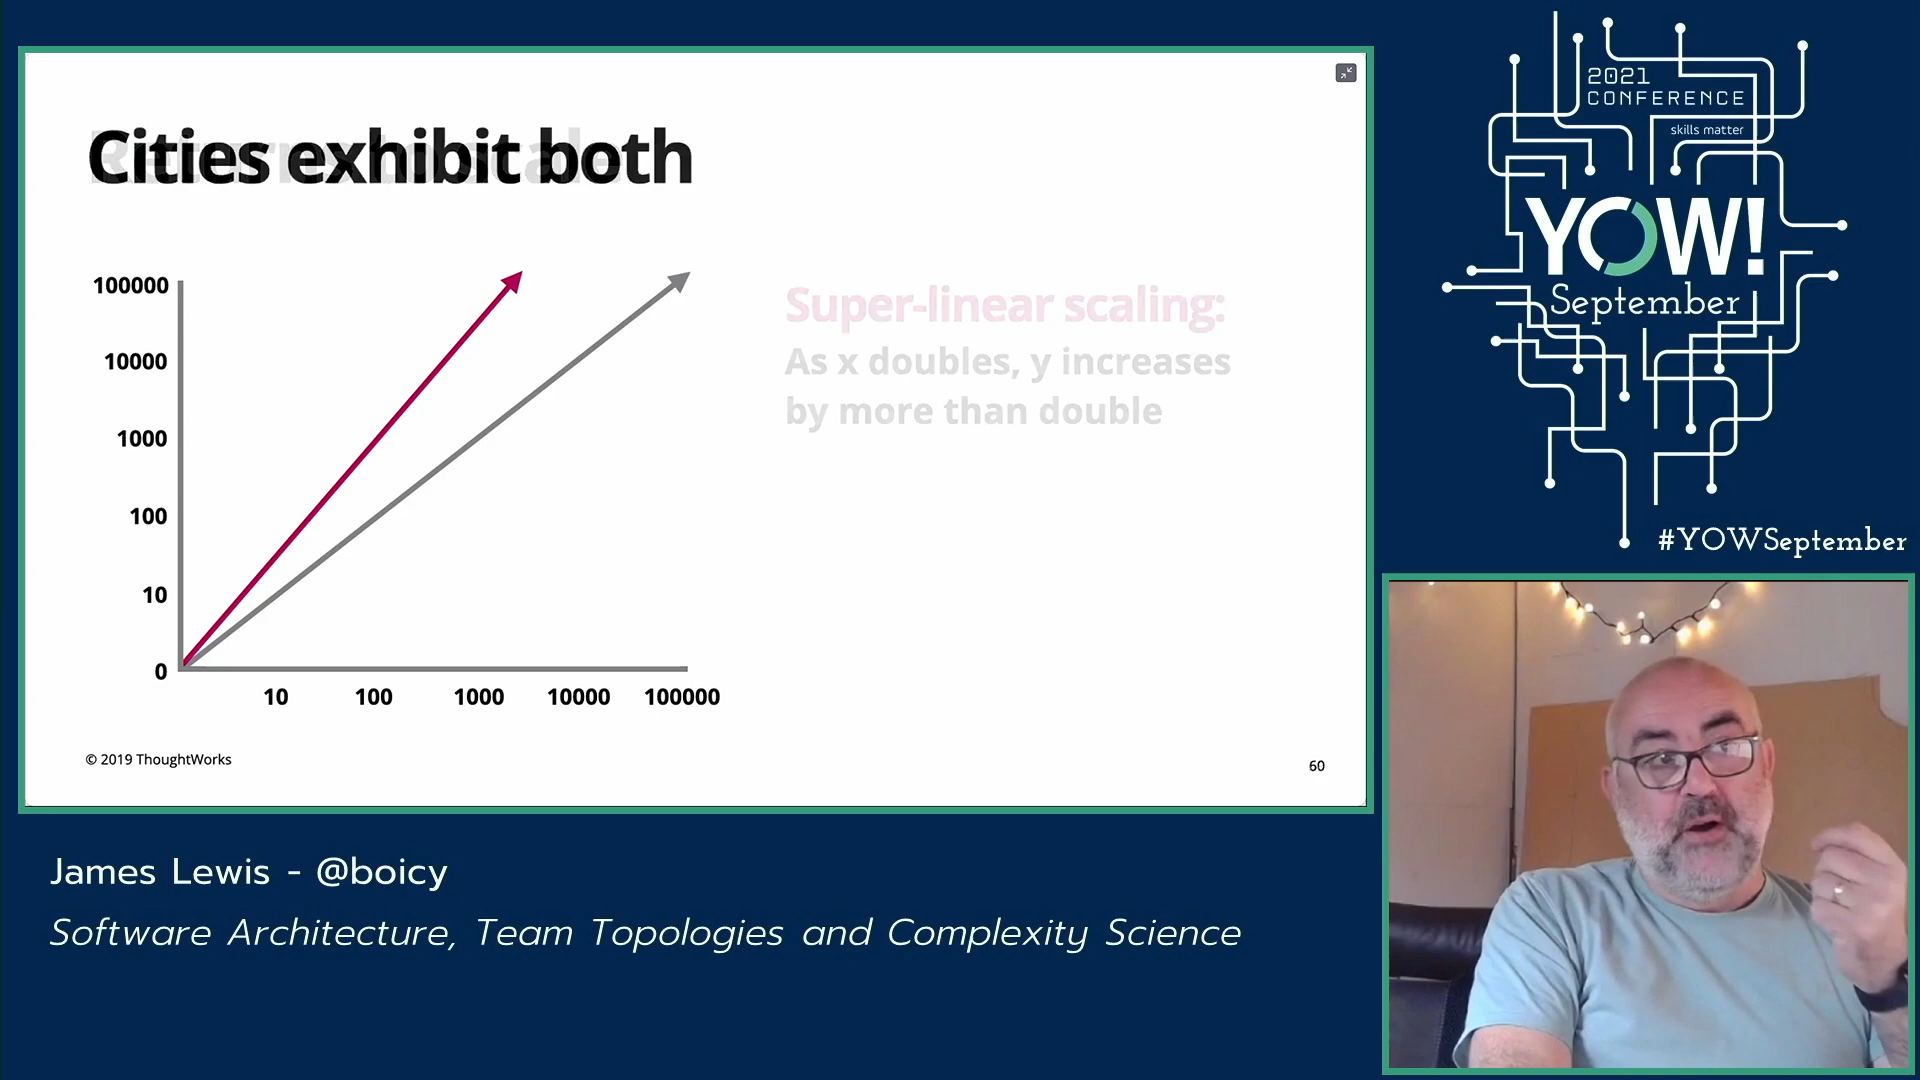 Cities exhibit both
100000
10000
1000
100
10
0
10 100 1000 10000 100000
Super-linear scaling:
As x doubles, y increases
by more than double
© 2019 ThoughtWorks
60
2021
CONFERENCE
skills matter
YOW!
September
#YOWSeptember
James Lewis - @boicy
Software Architecture, Team Topologies and Complexity Science